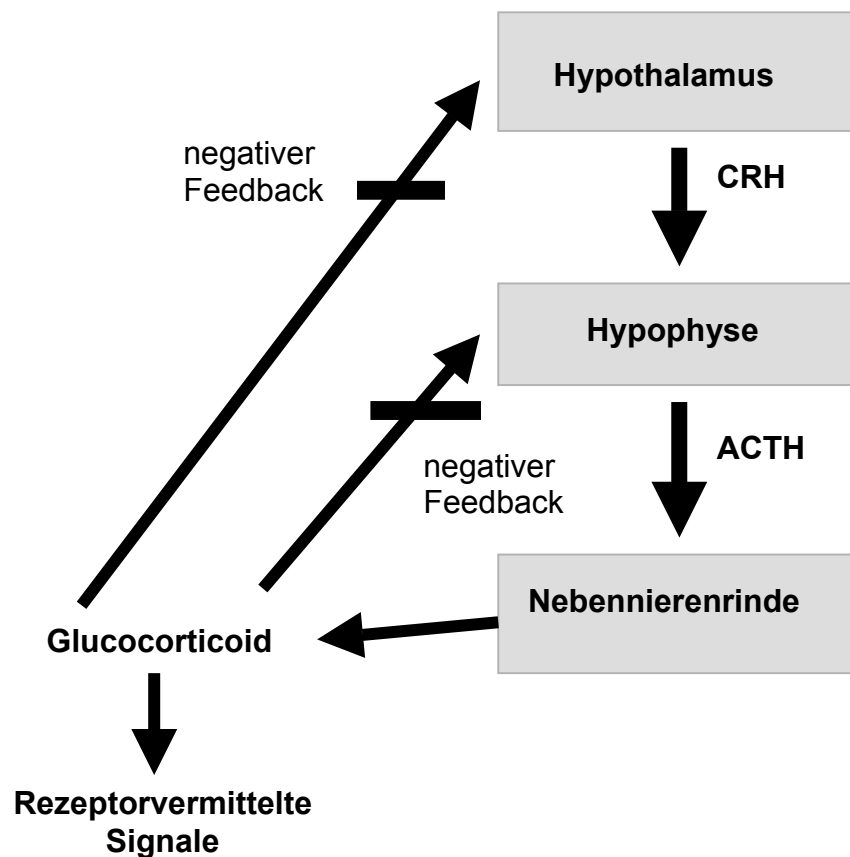 Hypothalamus
negativer
Feedback
CRH
Hypophyse
ACTH
negativer
Feedback
Nebennierenrinde
Glucocorticoid
Rezeptorvermittelte
Signale